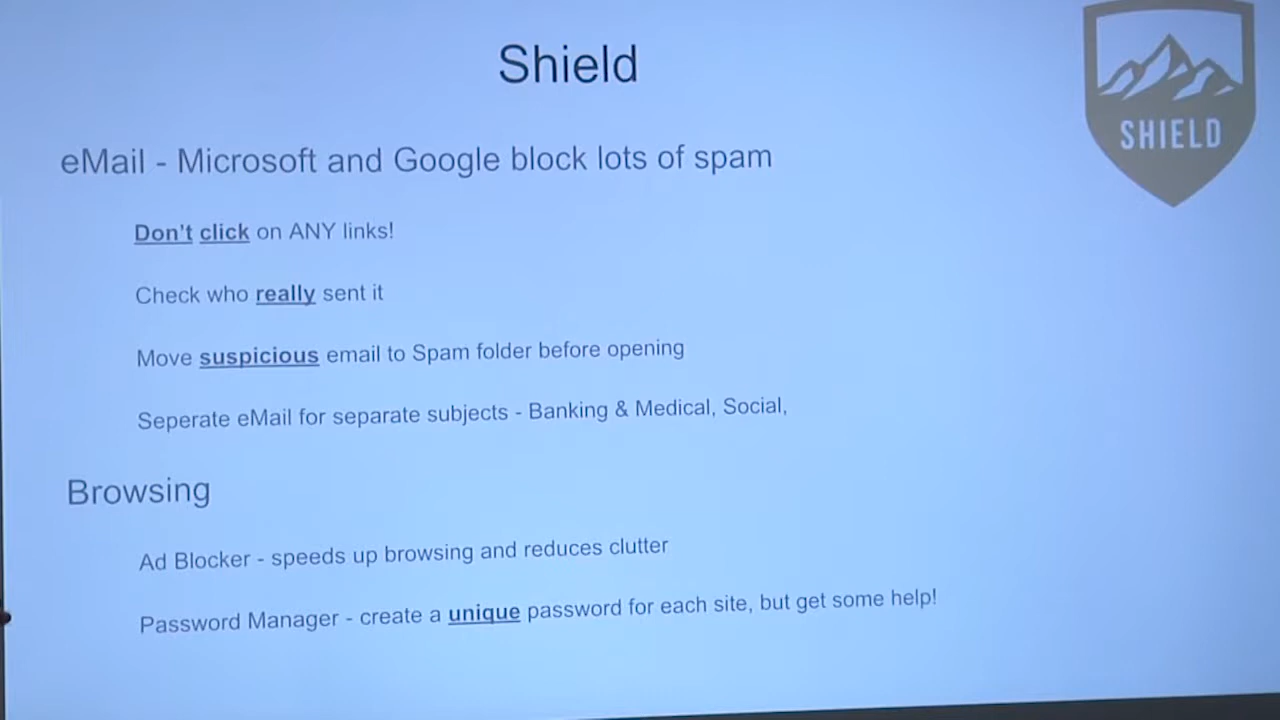 Shield
SHIELD
eMail - Microsoft and Google block lots of spam
Don't click on ANY links!
Check who really sent it
Move suspicious email to Spam folder before opening
Seperate eMail for separate subjects - Banking & Medical, Social,
Browsing
Ad Blocker - speeds up browsing and reduces clutter
Password Manager - create a unique password for each site, but get some help!